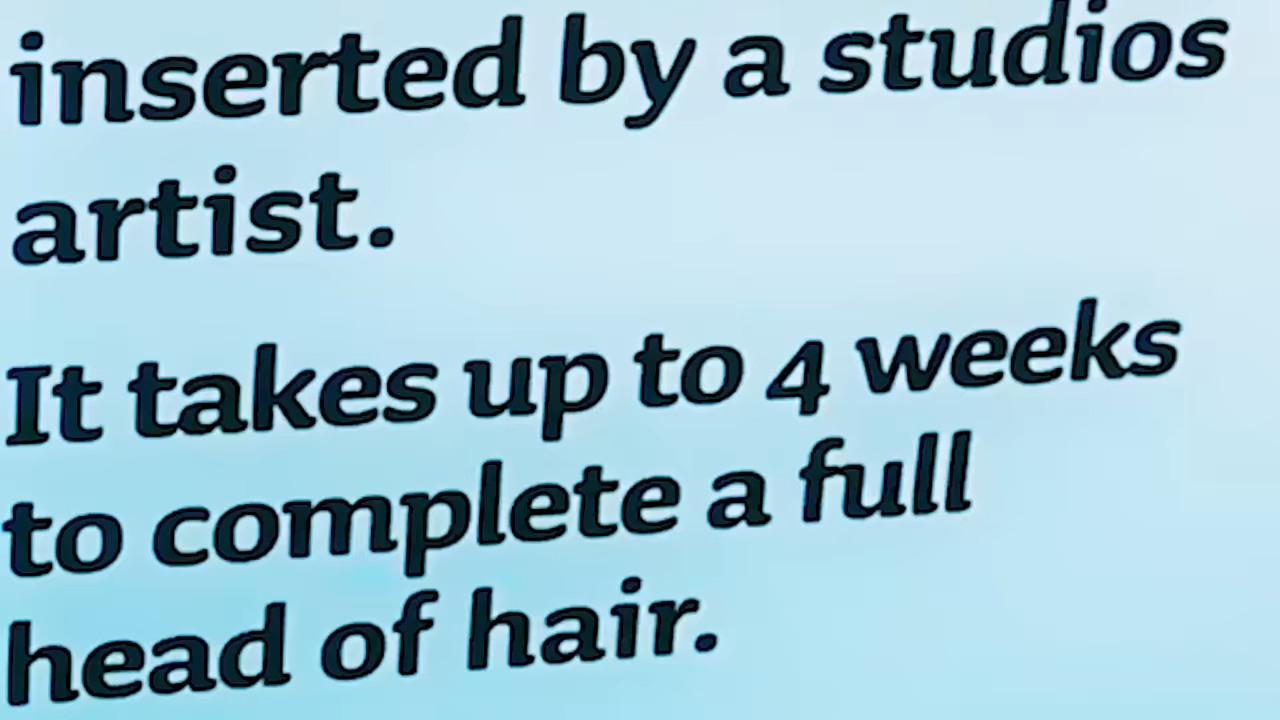 inserted by a studios
artist.
It takes up to 4 weeks
to complete a full
head of hair.